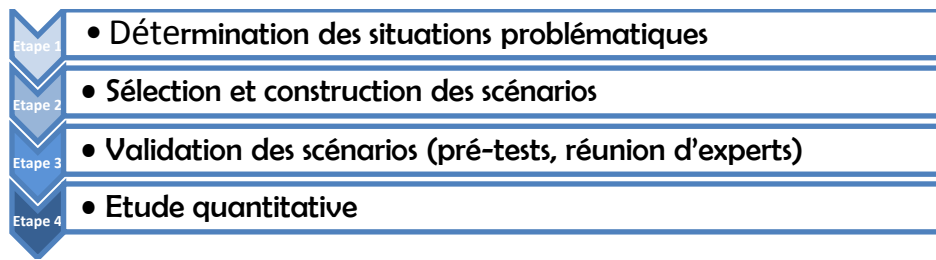 Etape 1
• Détermination des situations problématiques
Etape 2
• Sélection et construction des scénarios
Etape 3
• Validation des scénarios (pré-tests, réunion d'experts)
Etape 4
• Etude quantitative